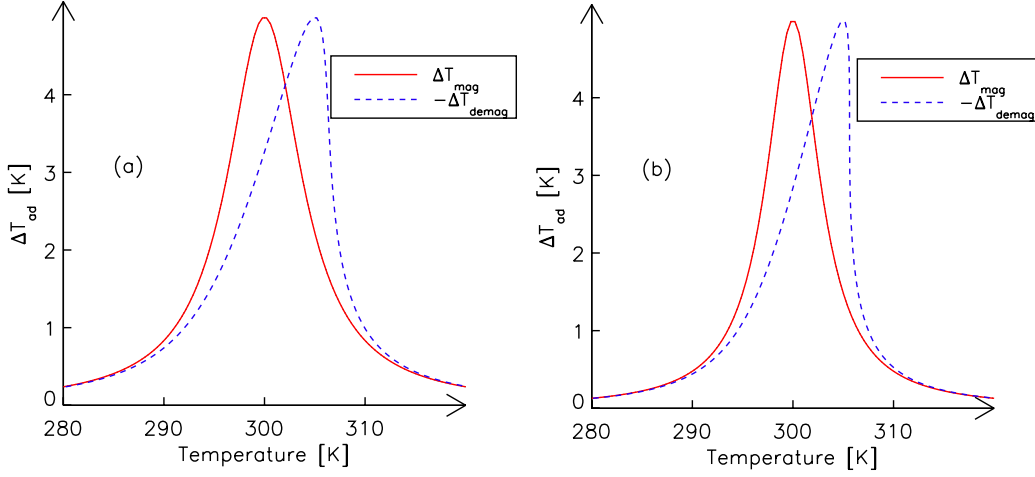 ΔT_mag
-ΔT_demag
(a)
ΔT_ad [K]
4
3
2
1
0
280
290
300
310
Temperature [K]
ΔT_mag
-ΔT_demag
(b)
ΔT_ad [K]
4
3
2
1
0
280
290
300
310
Temperature [K]